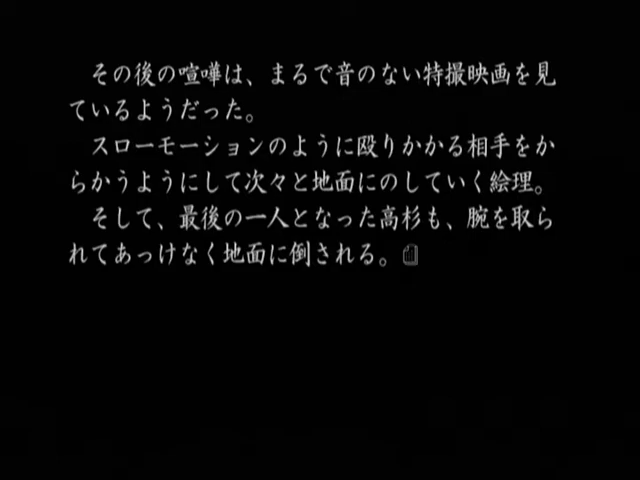 その後の喧嘩は、まるで音のない特撮映画を見
ているようだった。
　スローモーションのように殴りかかる相手をか
らかうようにして次々と地面にのしていく絵理。
　そして、最後の一人となった高杉も、腕を取ら
れてあっけなく地面に倒される。